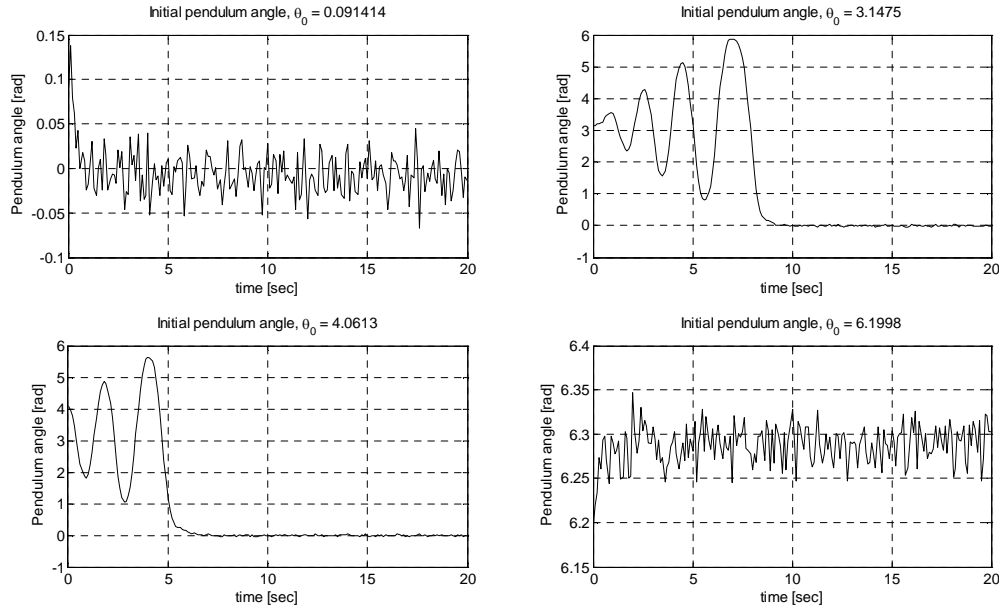 Initial pendulum angle, θ0 = 0.091414
0.15
0.1
0.05
0
-0.05
-0.1
Pendulum angle [rad]
0 5 10 15 20
time [sec]
Initial pendulum angle, θ0 = 3.1475
6
5
4
3
2
1
0
-1
Pendulum angle [rad]
0 5 10 15 20
time [sec]
Initial pendulum angle, θ0 = 4.0613
6
5
4
3
2
1
0
-1
Pendulum angle [rad]
0 5 10 15 20
time [sec]
Initial pendulum angle, θ0 = 6.1998
6.4
6.35
6.3
6.25
6.2
6.15
Pendulum angle [rad]
0 5 10 15 20
time [sec]